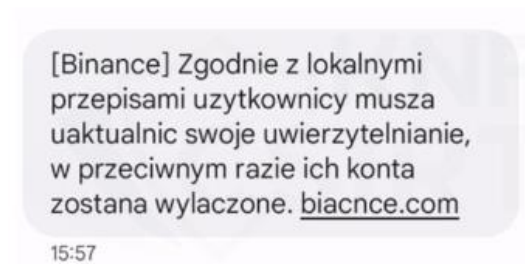 [Binance] Zgodnie z lokalnymi
przepisami uzytkownicy musza
uaktualnic swoje uwierzytelnianie,
w przeciwnym razie ich konta
zostana wylaczone. biacnce.com
15:57